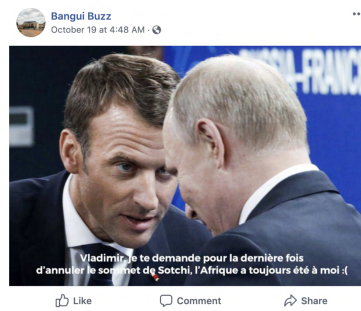 Bangui Buzz
October 19 at 4:48 AM ·
RUSSIA–FRANC
Vladimir, je te demande pour la dernière fois
d’annuler le sommet de Sotchi, l’Afrique a toujours été à moi :(
Like Comment Share